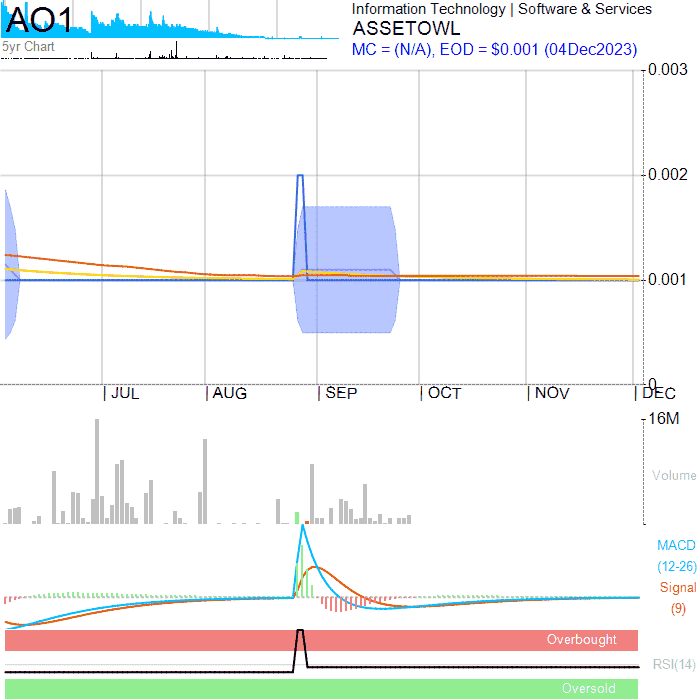 AO1
5yr Chart
Information Technology | Software & Services
ASSETOWL
MC = (N/A), EOD = $0.001 (04Dec2023)
0.003
0.002
0.001
0
JUL AUG SEP OCT NOV DEC
16M
Volume
MACD
(12-26)
Signal
(9)
Overbought
RSI(14)
Oversold